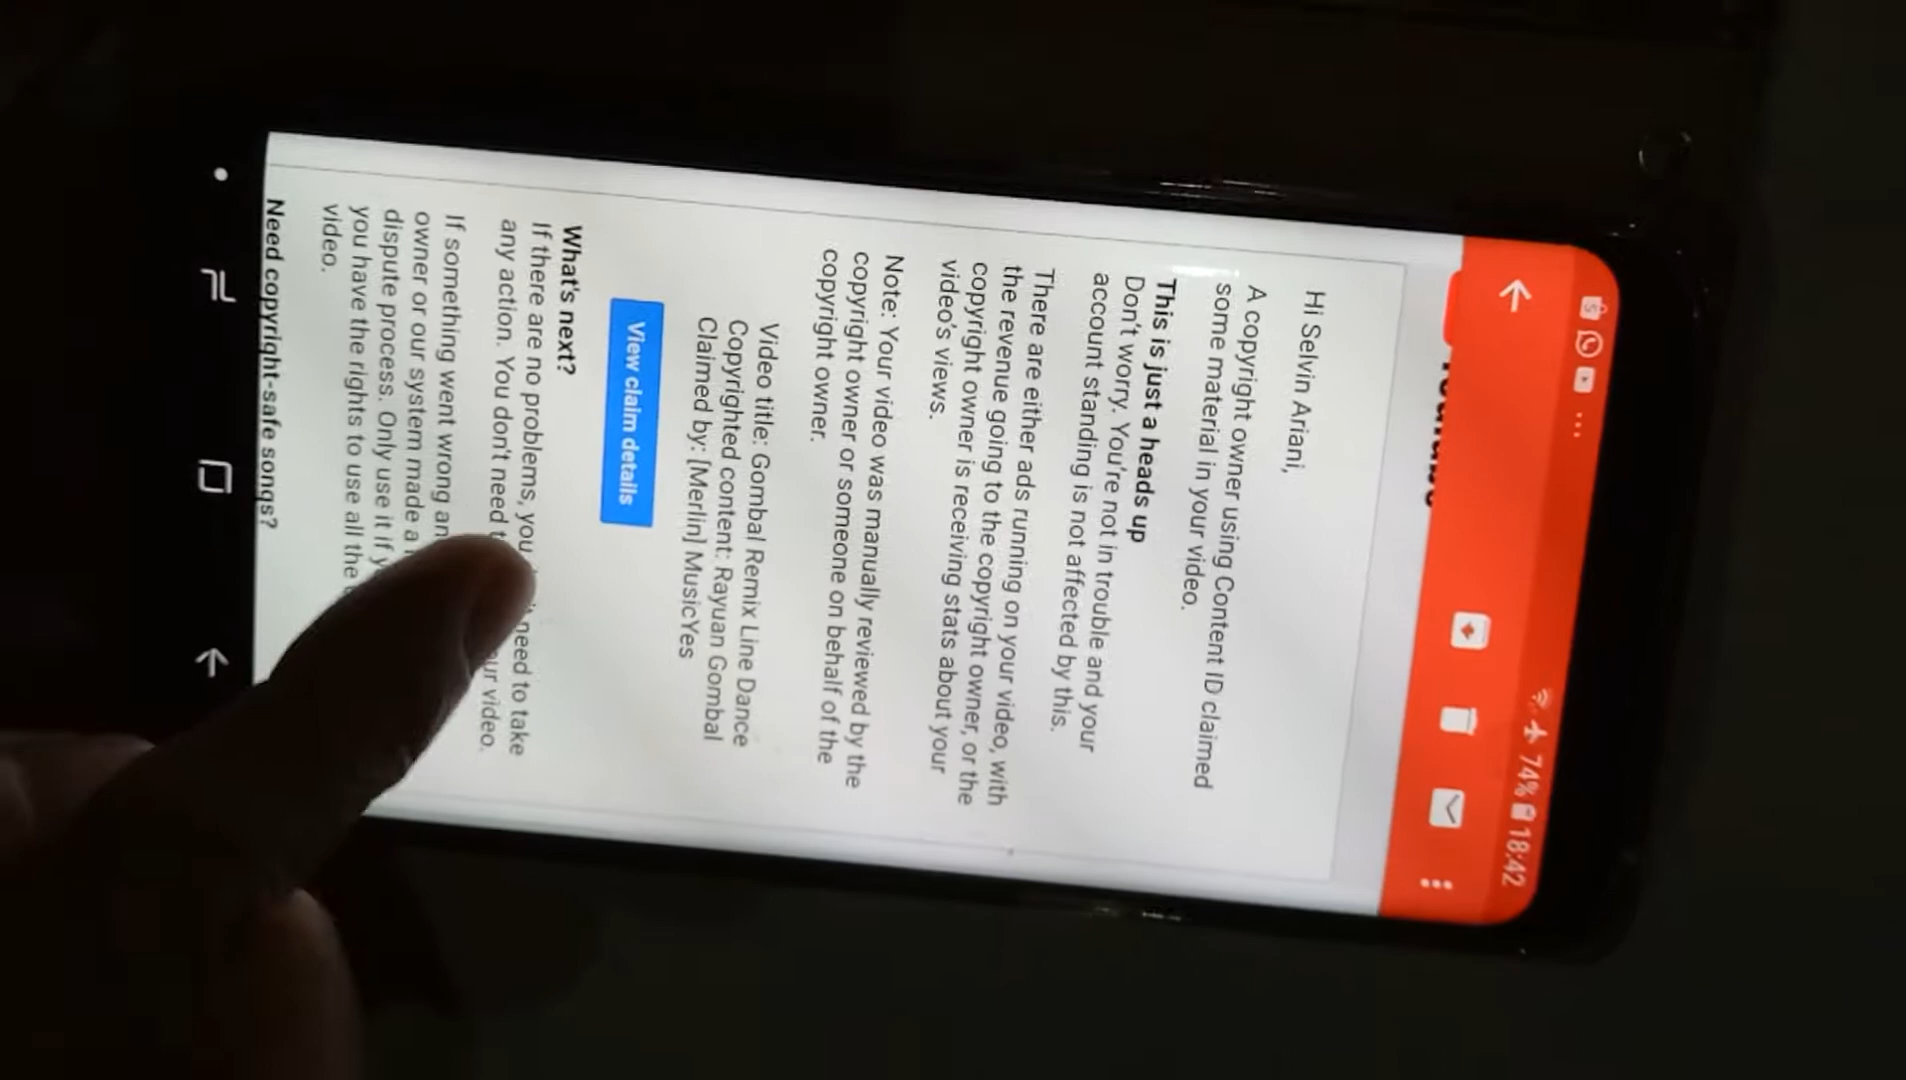 74% 18:42
Hi Selvin Ariani,
A copyright owner using Content ID claimed
some material in your video.
This is just a heads up
Don't worry. You're not in trouble and your
account standing is not affected by this.
There are either ads running on your video, with
the revenue going to the copyright owner, or the
copyright owner is receiving stats about your
video's views.
Note: Your video was manually reviewed by the
copyright owner or someone on behalf of the
copyright owner.
Video title: Gombal Remix Line Dance
Copyrighted content: Rayuan Gombal
Claimed by: [Merlin] MusicYes
View claim details
What's next?
If there are no problems, you need to take
any action. You don't need video.
If something went wrong
owner or our system made a
dispute process. Only use it if
you have the rights to use all the
video.
Need copyright-safe songs?